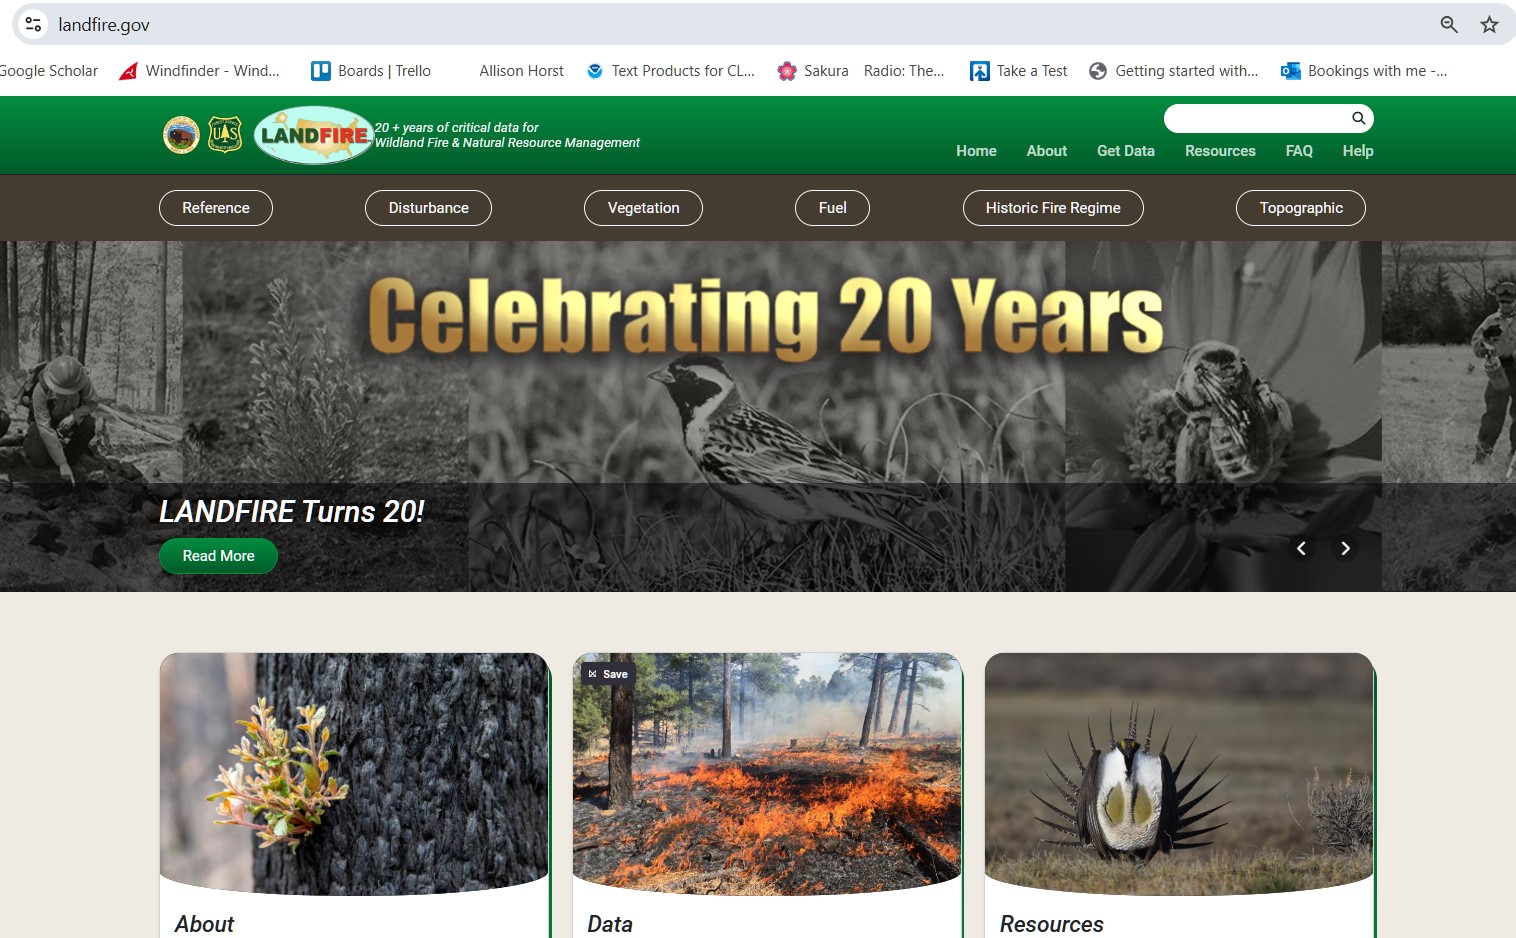 landfire.gov
Google Scholar
Windfinder - Wind...
Boards | Trello
Allison Horst
Text Products for CL...
Sakura
Radio: The...
Take a Test
Getting started with...
Bookings with me -...
LANDFIRE
20 + years of critical data for
Wildland Fire & Natural Resource Management
Home
About
Get Data
Resources
FAQ
Help
Reference
Disturbance
Vegetation
Fuel
Historic Fire Regime
Topographic
Celebrating 20 Years
LANDFIRE Turns 20!
Read More
Save
About
Data
Resources